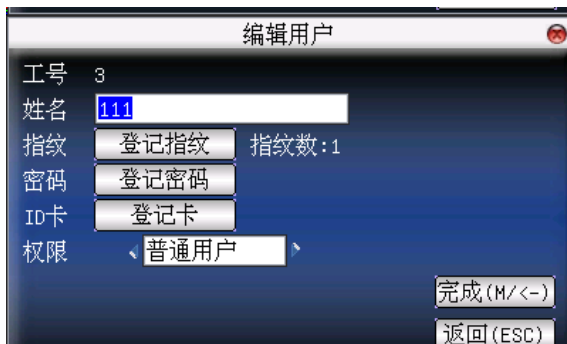 编辑用户
工号 3
姓名 111
指纹 登记指纹 指纹数:1
密码 登记密码
ID卡 登记卡
权限 普通用户
完成(M/<-)
返回(ESC)